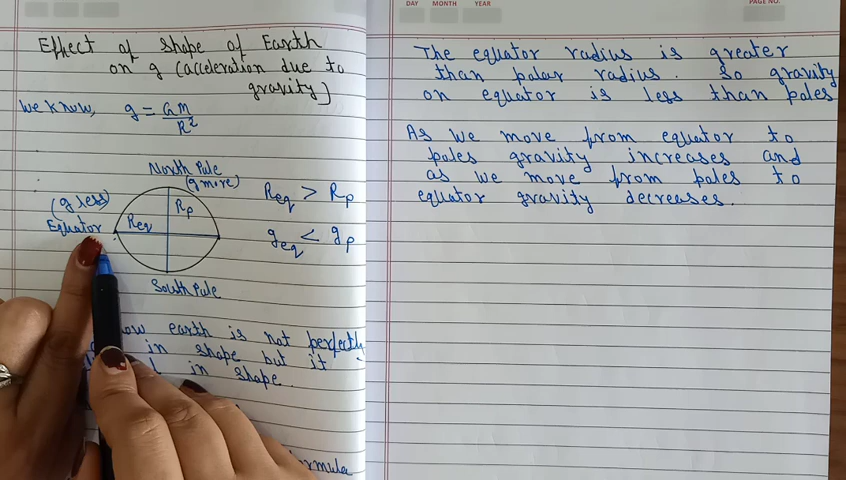 Effect of Shape of Earth
on g (acceleration due to
gravity)
We know, g = GM
R²
North Pole
(g more)
(g less)
Equator
Req
Rp
Req > Rp
geq < gp
South Pole
earth is not perfectly
in shape but it
in shape.
DAY MONTH YEAR
PAGE NO.
The equator radius is greater
than polar radius. So gravity
on equator is less than poles
As we move from equator to
poles gravity increases and
as we move from poles to
equator gravity decreases.